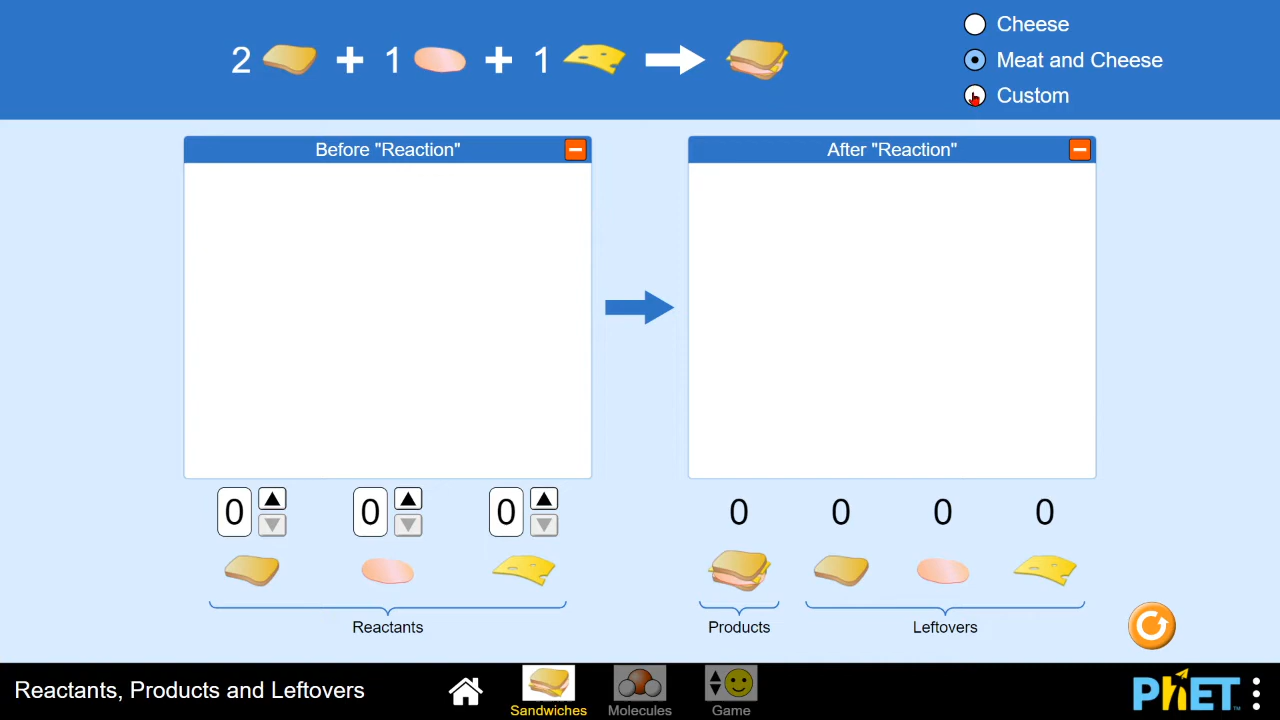 2 + 1 + 1
Cheese
Meat and Cheese
Custom
Before "Reaction"
After "Reaction"
0 0 0
0 0 0 0
Reactants
Products
Leftovers
Reactants, Products and Leftovers
Sandwiches
Molecules
Game
PhET™